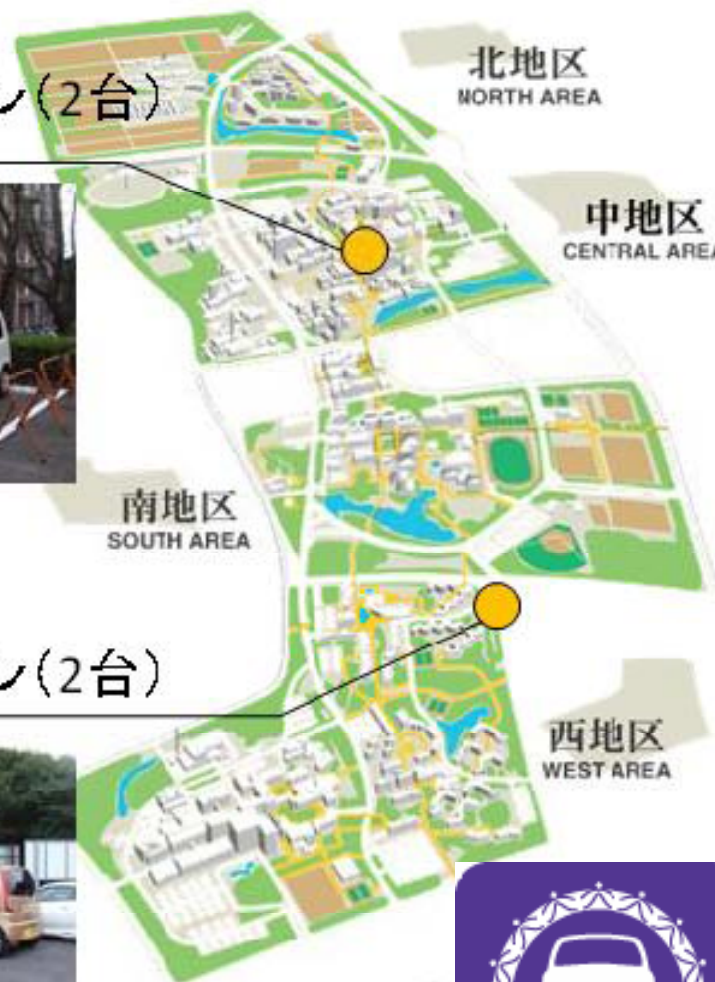 北地区
NORTH AREA
ン(2台)
中地区
CENTRAL AREA
南地区
SOUTH AREA
ン(2台)
西地区
WEST AREA